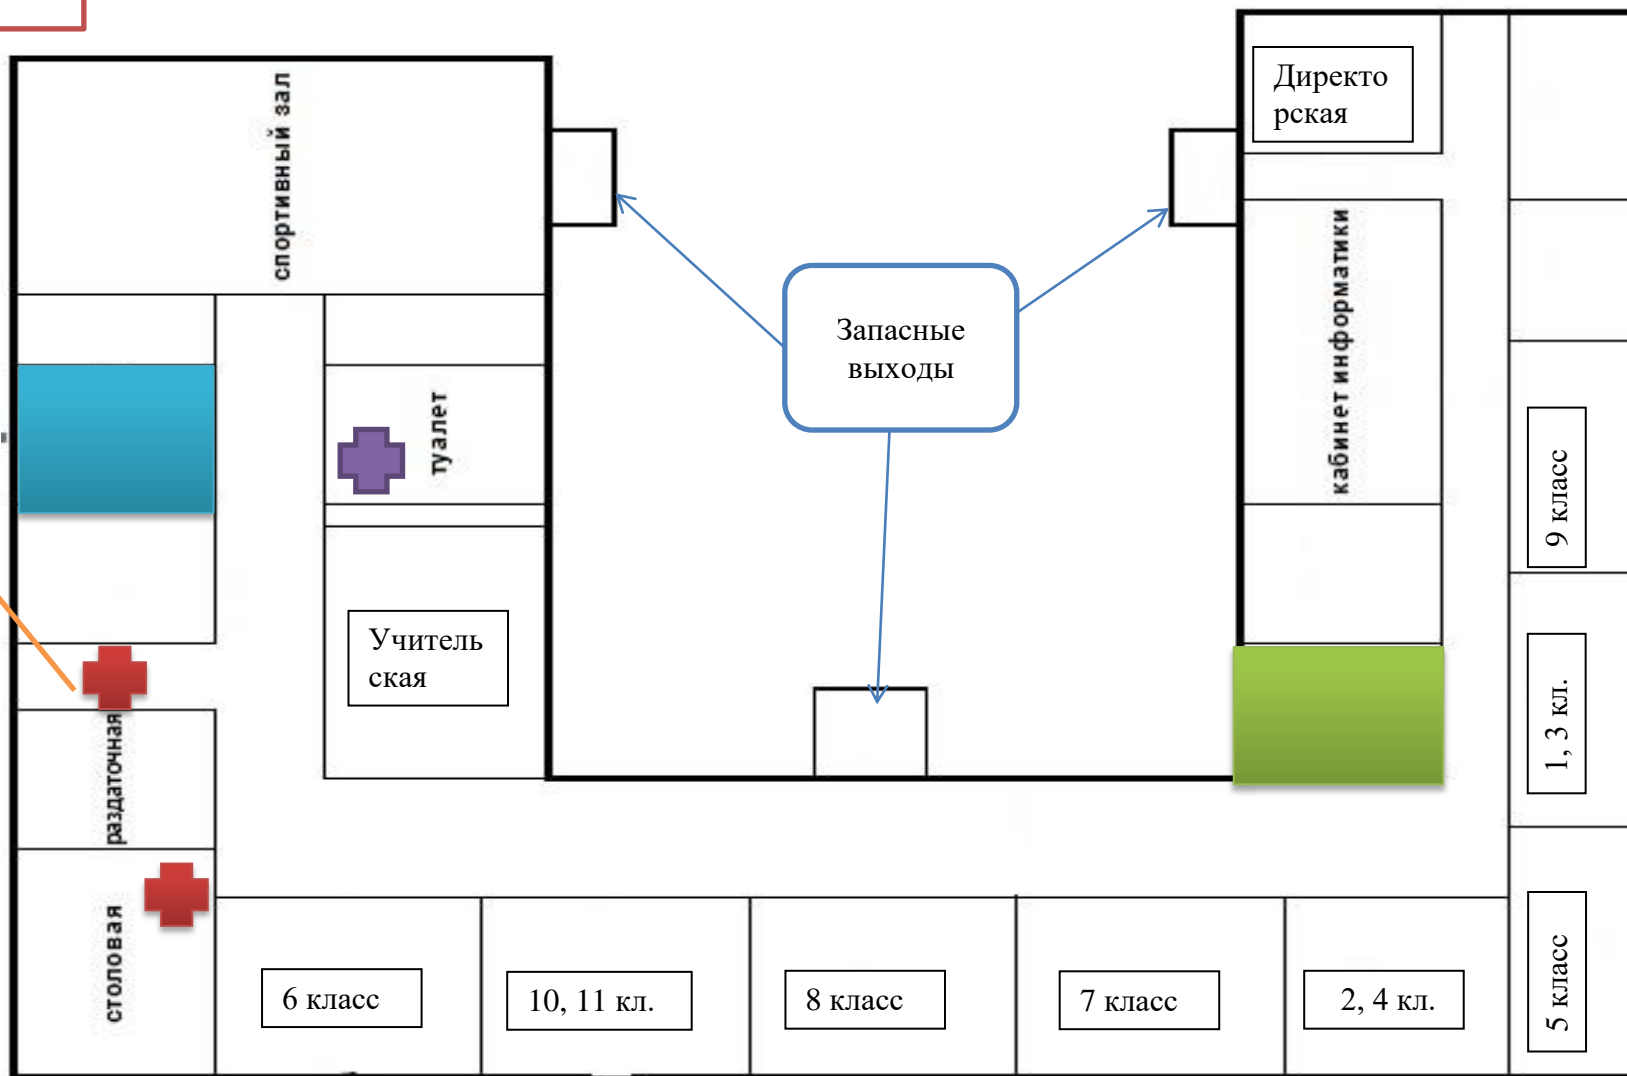 Директо
рская
спортивный зал
кабинет информатики
Запасные
выходы
туалет
9 класс
Учитель
ская
1, 3 кл.
раздаточная
столовая
6 класс
10, 11 кл.
8 класс
7 класс
2, 4 кл.
5 класс